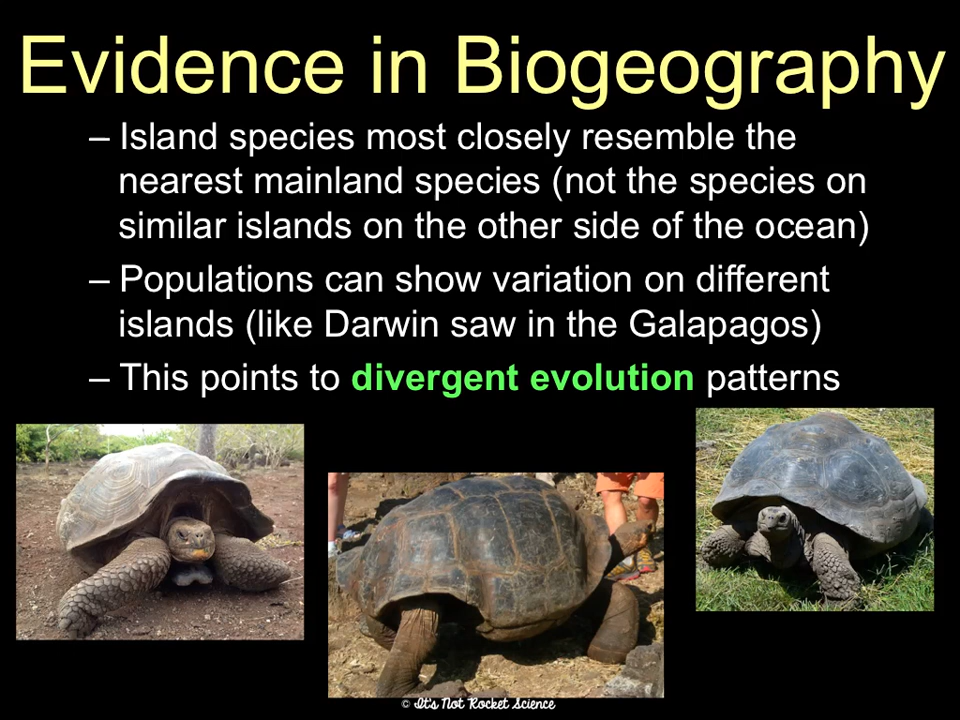 Evidence in Biogeography
– Island species most closely resemble the
nearest mainland species (not the species on
similar islands on the other side of the ocean)
– Populations can show variation on different
islands (like Darwin saw in the Galapagos)
– This points to divergent evolution patterns
© It's Not Rocket Science